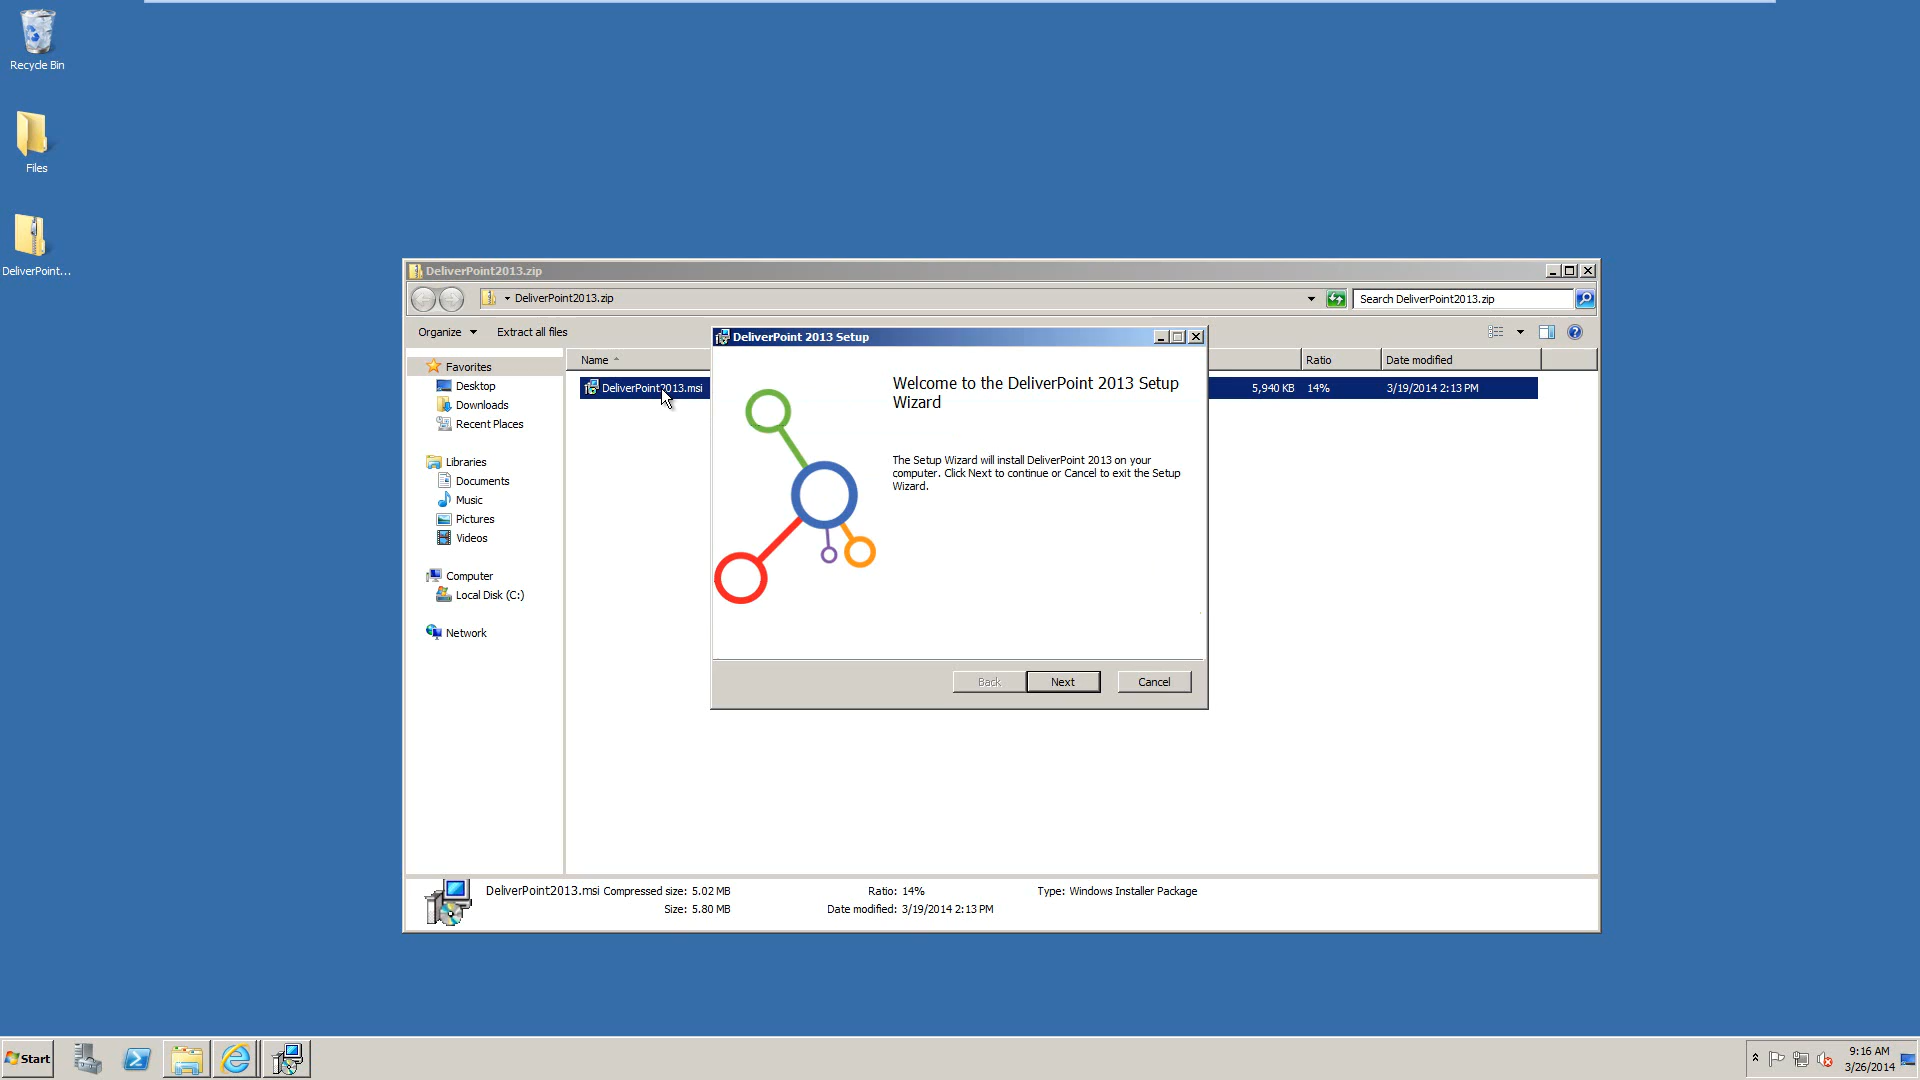 Recycle Bin
Files
DeliverPoint...
DeliverPoint2013.zip
DeliverPoint2013.zip
Search DeliverPoint2013.zip
Organize
Extract all files
Favorites
Desktop
Downloads
Recent Places
Libraries
Documents
Music
Pictures
Videos
Computer
Local Disk (C:)
Network
Name
Ratio
Date modified
DeliverPoint2013.msi
5,940 KB
14%
3/19/2014 2:13 PM
DeliverPoint 2013 Setup
Welcome to the DeliverPoint 2013 Setup
Wizard
The Setup Wizard will install DeliverPoint 2013 on your
computer. Click Next to continue or Cancel to exit the Setup
Wizard.
Back
Next
Cancel
DeliverPoint2013.msi Compressed size: 5.02 MB
Ratio: 14%
Type: Windows Installer Package
Size: 5.80 MB
Date modified: 3/19/2014 2:13 PM
Start
9:16 AM
3/26/2014